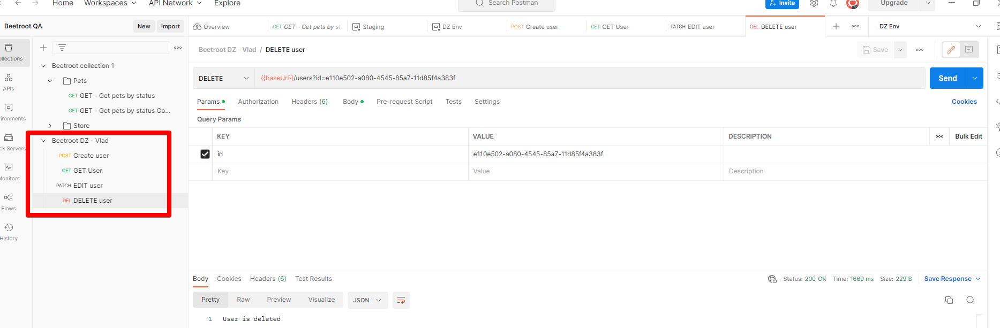 Home Workspaces API Network Explore Search Postman Invite Upgrade
Beetroot QA New Import Overview GET GET - Get pets by st Staging DZ Env POST Create user GET GET User PATCH EDIT user DEL DELETE user DZ Env
ollections
Beetroot DZ - Vlad / DELETE user Save
Beetroot collection 1
Pets
DELETE {{baseUrl}}/users?id=e110e502-a080-4545-85a7-11d85f4a383f Send
APIs
GET GET - Get pets by status
Params Authorization Headers (6) Body Pre-request Script Tests Settings Cookies
GET GET - Get pets by status Co...
ironments
Query Params
Store
KEY VALUE DESCRIPTION Bulk Edit
Beetroot DZ - Vlad
ck Servers
POST Create user
id e110e502-a080-4545-85a7-11d85f4a383f
GET GET User
Key Value Description
Monitors
PATCH EDIT user
DEL DELETE user
Flows
History
Body Cookies Headers (6) Test Results Status: 200 OK Time: 1669 ms Size: 229 B Save Response
Pretty Raw Preview Visualize JSON
1 User is deleted